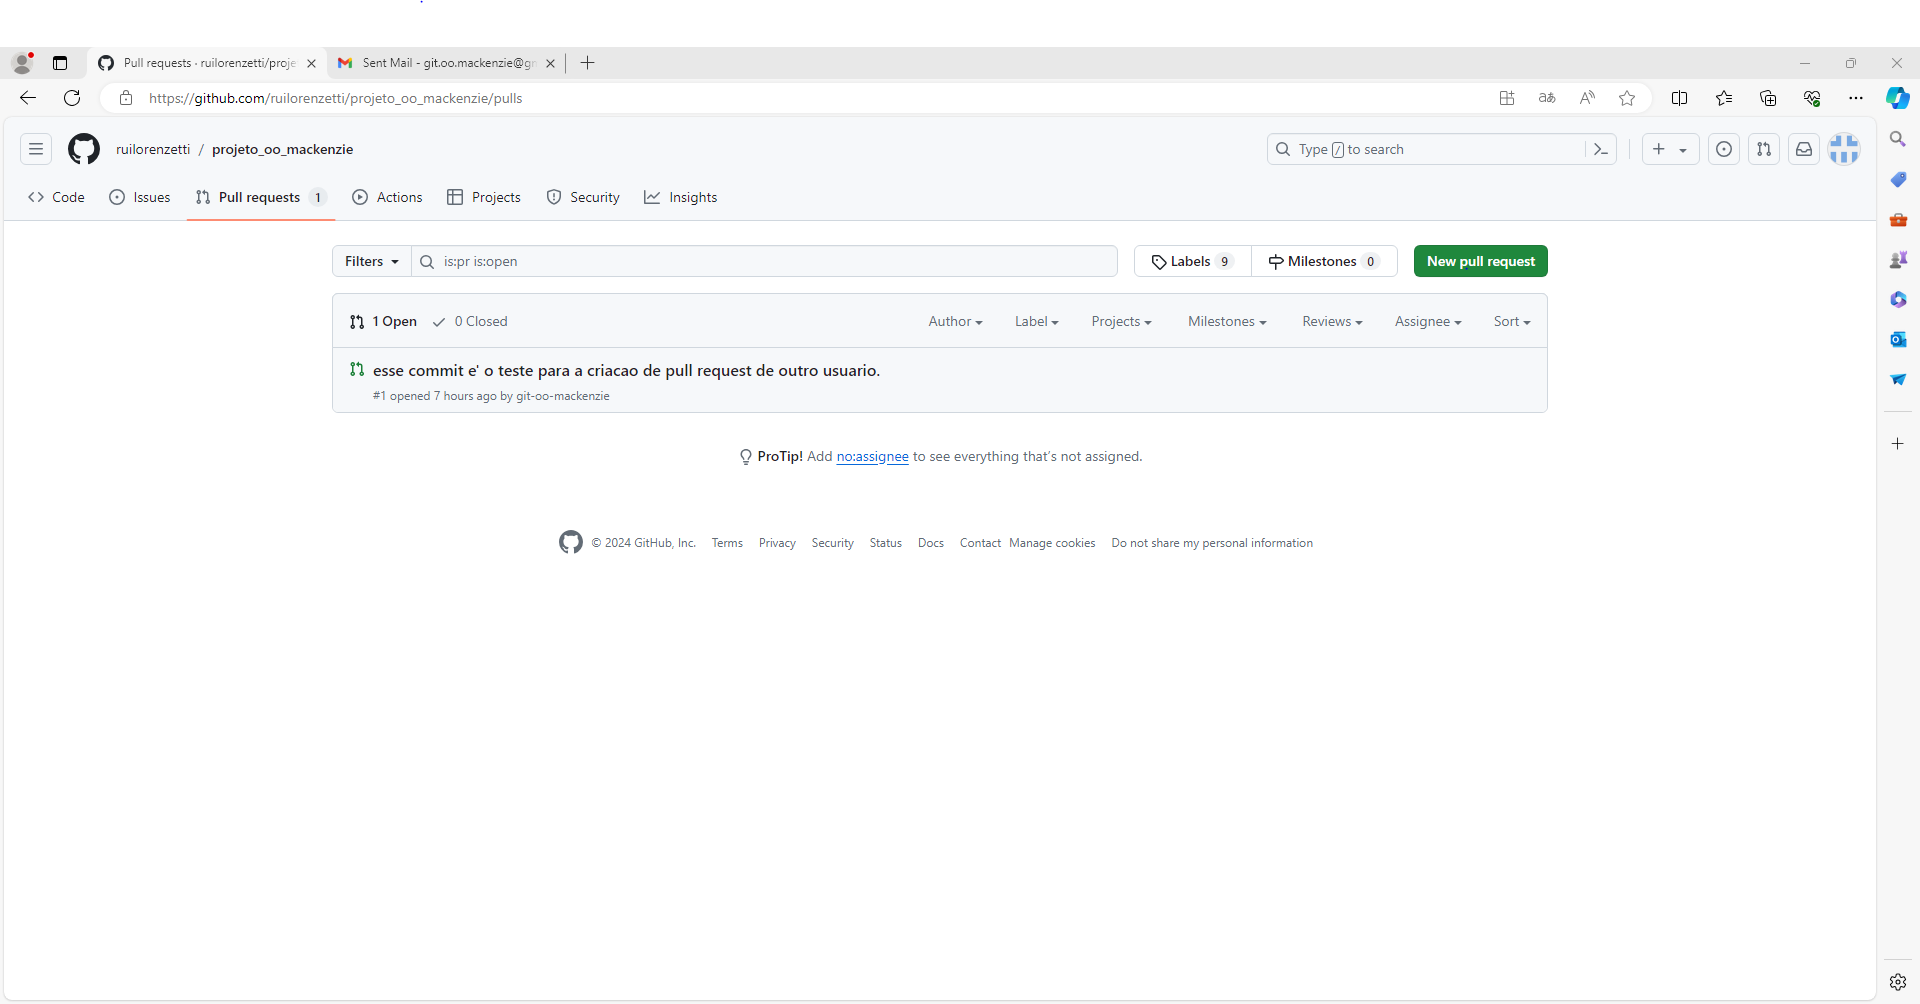 Pull requests · ruilorenzetti/proje
Sent Mail - git.oo.mackenzie@gn
https://github.com/ruilorenzetti/projeto_oo_mackenzie/pulls
ruilorenzetti / projeto_oo_mackenzie
Type / to search
Code
Issues
Pull requests 1
Actions
Projects
Security
Insights
Filters
is:pr is:open
Labels 9
Milestones 0
New pull request
1 Open
0 Closed
Author
Label
Projects
Milestones
Reviews
Assignee
Sort
esse commit e' o teste para a criacao de pull request de outro usuario.
#1 opened 7 hours ago by git-oo-mackenzie
ProTip! Add no:assignee to see everything that's not assigned.
© 2024 GitHub, Inc.
Terms
Privacy
Security
Status
Docs
Contact
Manage cookies
Do not share my personal information